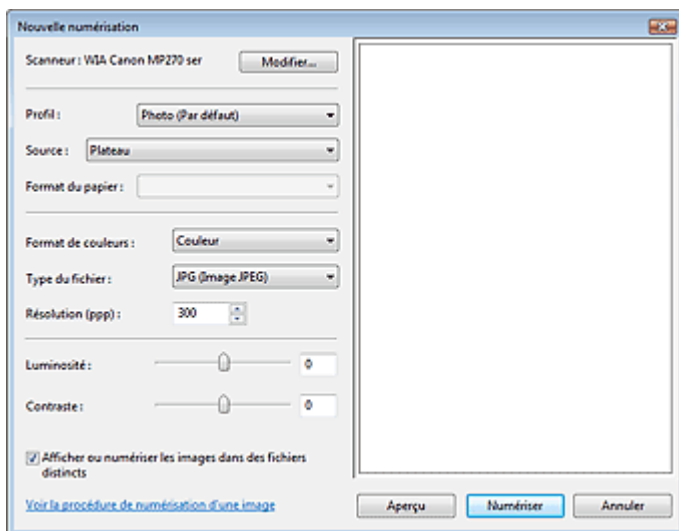 Nouvelle numérisation
Scanneur : WIA Canon MP270 ser
Modifier...
Profil :
Photo (Par défaut)
Source :
Plateau
Format du papier :
Format de couleurs :
Couleur
Type du fichier :
JPG (Image JPEG)
Résolution (ppp) :
300
Luminosité :
0
Contraste :
0
Afficher ou numériser les images dans des fichiers
distincts
Voir la procédure de numérisation d'une image
Aperçu
Numériser
Annuler